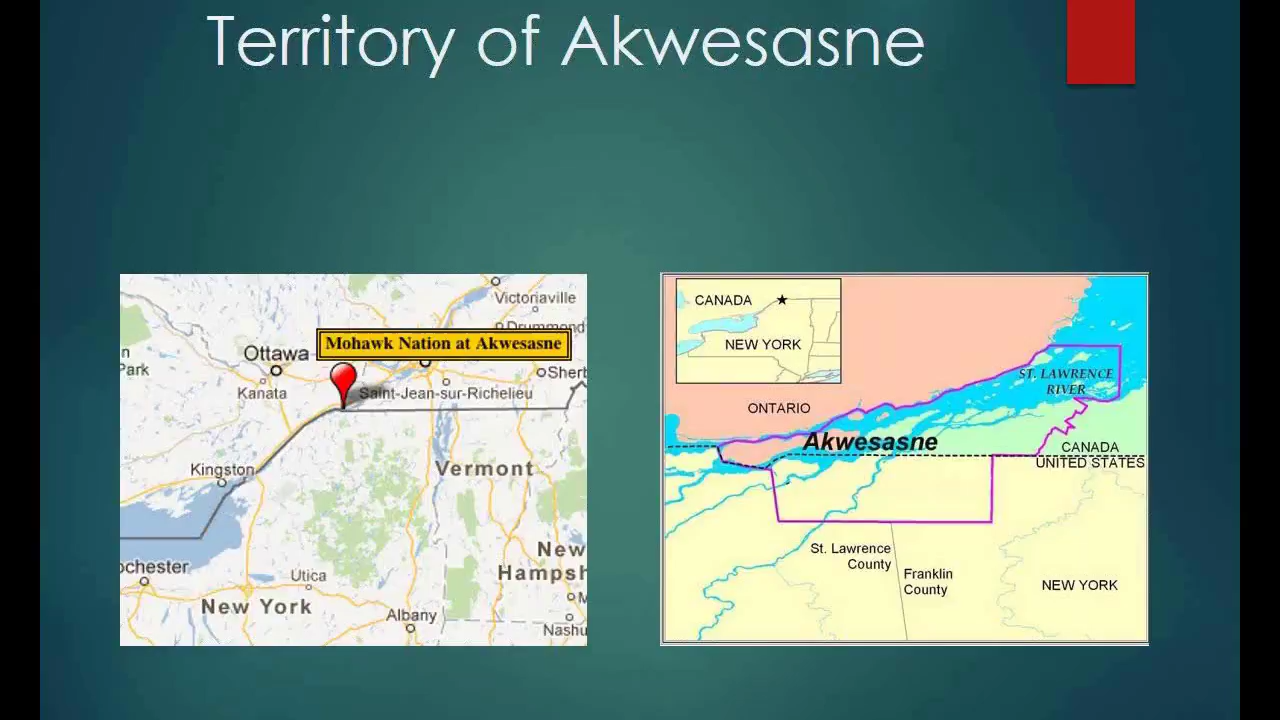 Territory of Akwesasne
Victoriaville
Drummond
Mohawk Nation at Akwesasne
Ottawa
Sherb
Park
Kanata
Saint-Jean-sur-Richelieu
Kingston
Vermont
New
Hampsh
ochester
Utica
New York
Albany
Nashu
CANADA
NEW YORK
ST. LAWRENCE
RIVER
ONTARIO
Akwesasne
CANADA
UNITED STATES
St. Lawrence
County
Franklin
County
NEW YORK